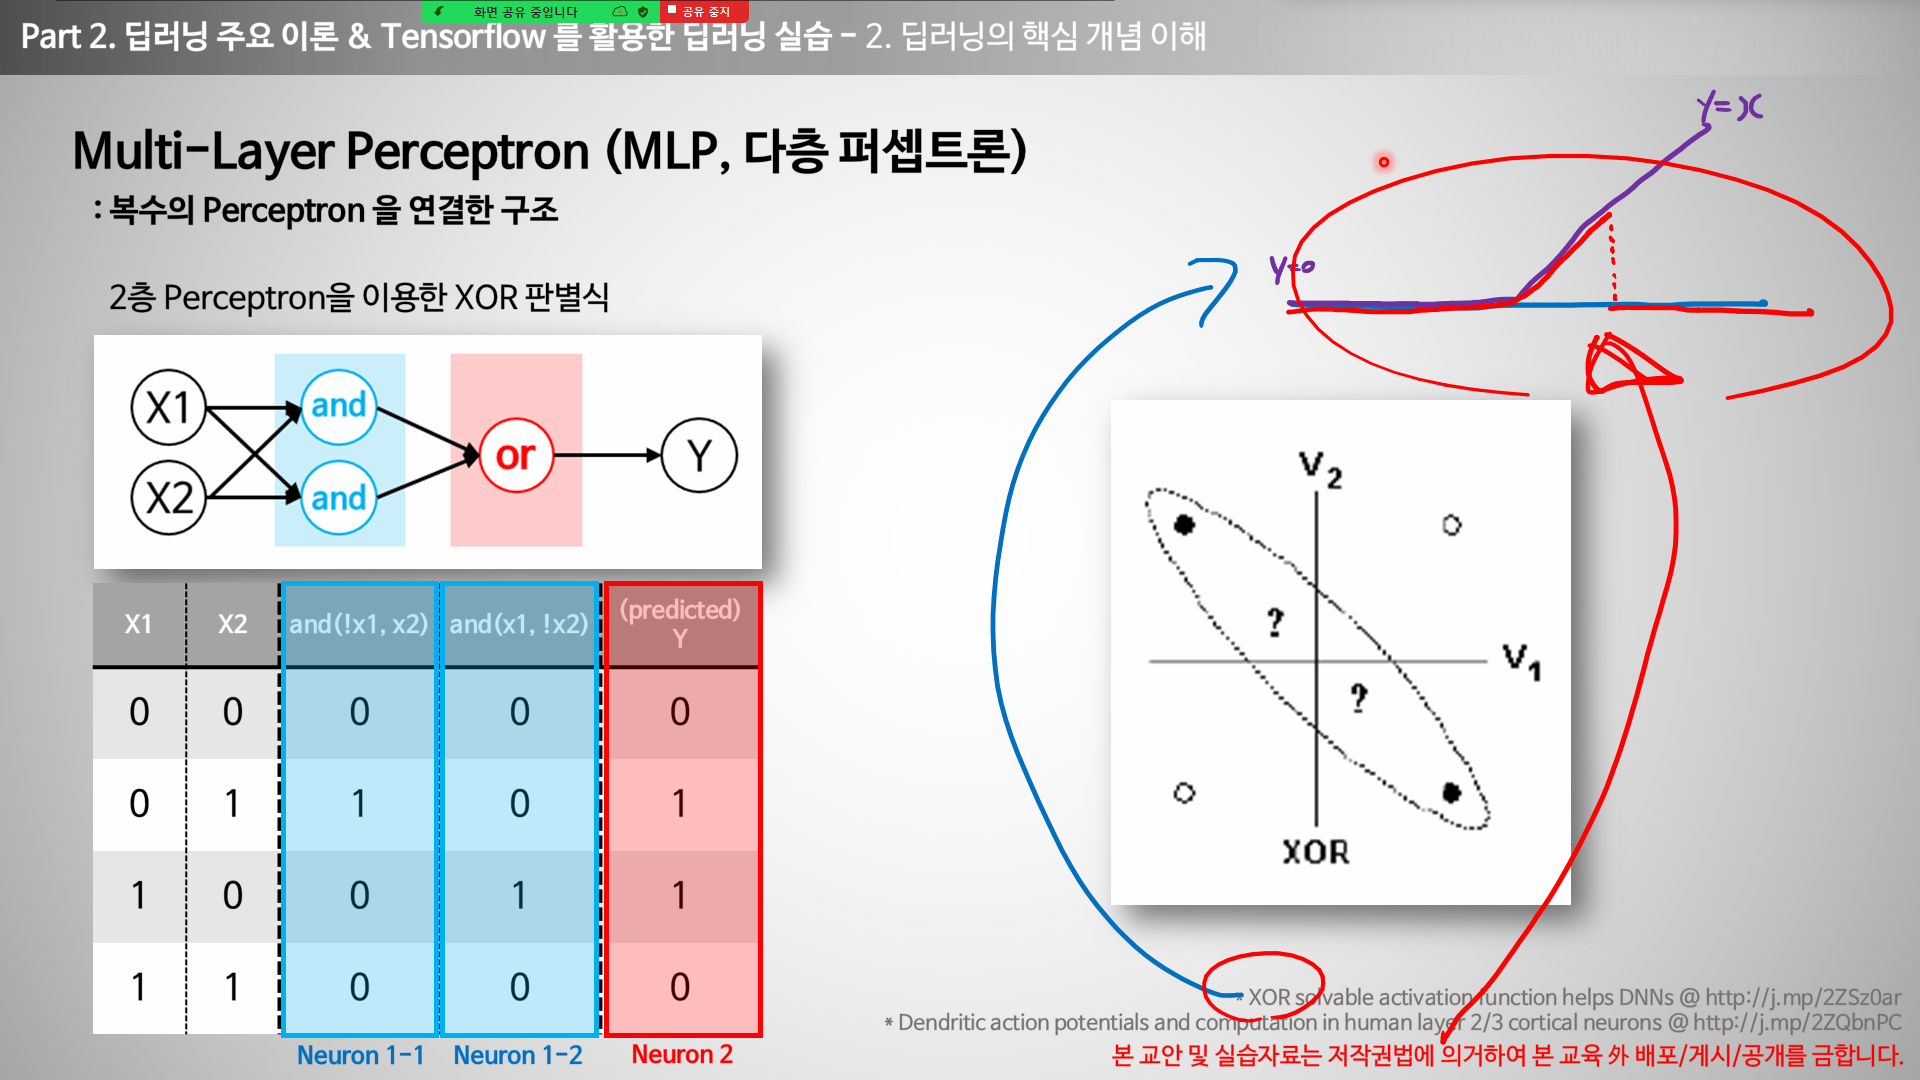 화면 공유 중입니다
공유 중지
Part 2. 딥러닝 주요 이론 & Tensorflow 를 활용한 딥러닝 실습 - 2. 딥러닝의 핵심 개념 이해
Multi-Layer Perceptron (MLP, 다층 퍼셉트론)
: 복수의 Perceptron 을 연결한 구조
2층 Perceptron을 이용한 XOR 판별식
X1
and
or
Y
X2
and
X1 X2 and(!x1, x2) and(x1, !x2) (predicted) Y
0 0 0 0 0
0 1 1 0 1
1 0 0 1 1
1 1 0 0 0
Neuron 1-1 Neuron 1-2 Neuron 2
y=x
y=0
V2
?
V1
?
XOR
* XOR solvable activation function helps DNNs @ http://j.mp/2ZSz0ar
* Dendritic action potentials and computation in human layer 2/3 cortical neurons @ http://j.mp/2ZQbnPC
본 교안 및 실습자료는 저작권법에 의거하여 본 교육 外 배포/게시/공개를 금합니다.